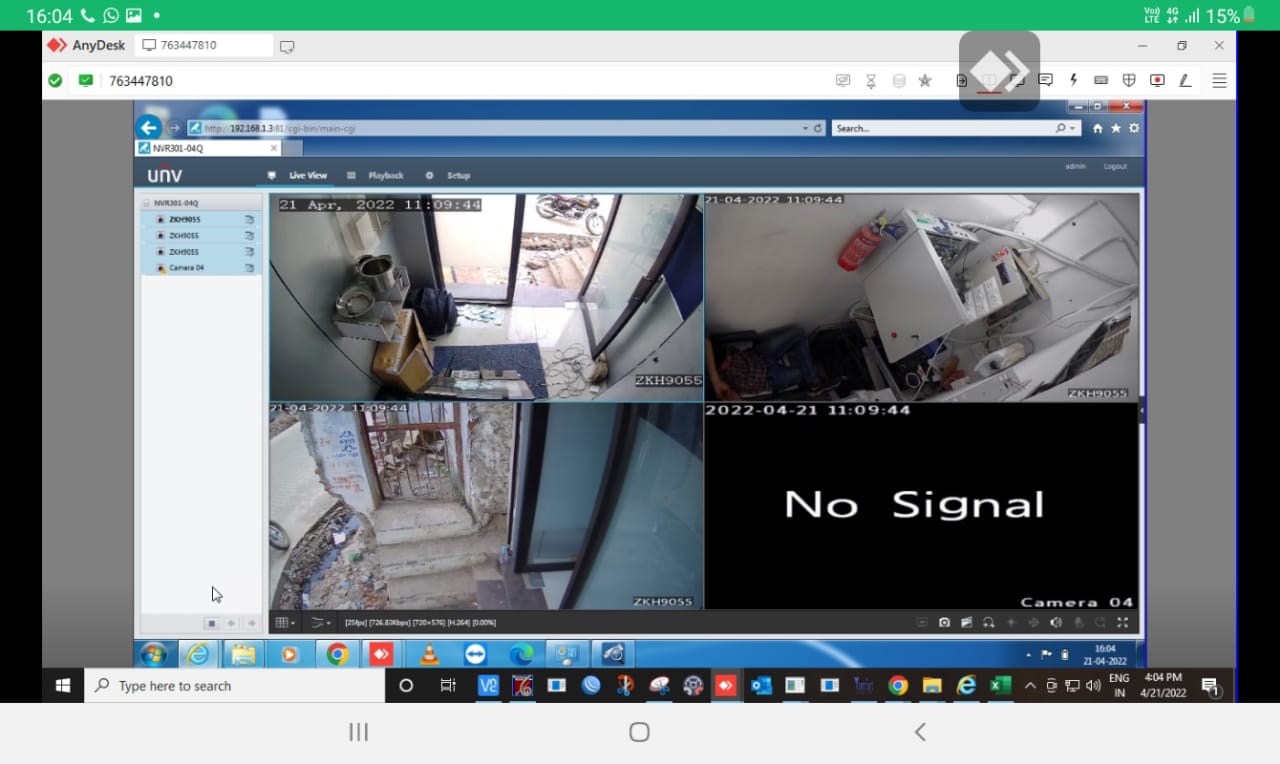 16:04
Vo)) LTE 4G 15%
AnyDesk 763447810
763447810
http://192.168.1.3:81/cgi-bin/main-cgi Search...
NVR301-04Q
unv Live View Playback Setup admin Logout
NVR301-04Q
ZKH9055
ZKH9055
ZKH9055
Camera 04
21 Apr, 2022 11:09:44
ZKH9055
21-04-2022 11:09:44
ZKH9055
21-04-2022 11:09:44
ZKH9055
2022-04-21 11:09:44
No Signal
Camera 04
[25fps] [726.83Kbps] [720×576] [H.264] [0.00%]
16:04
21-04-2022
Type here to search
ENG
IN
4:04 PM
4/21/2022
1